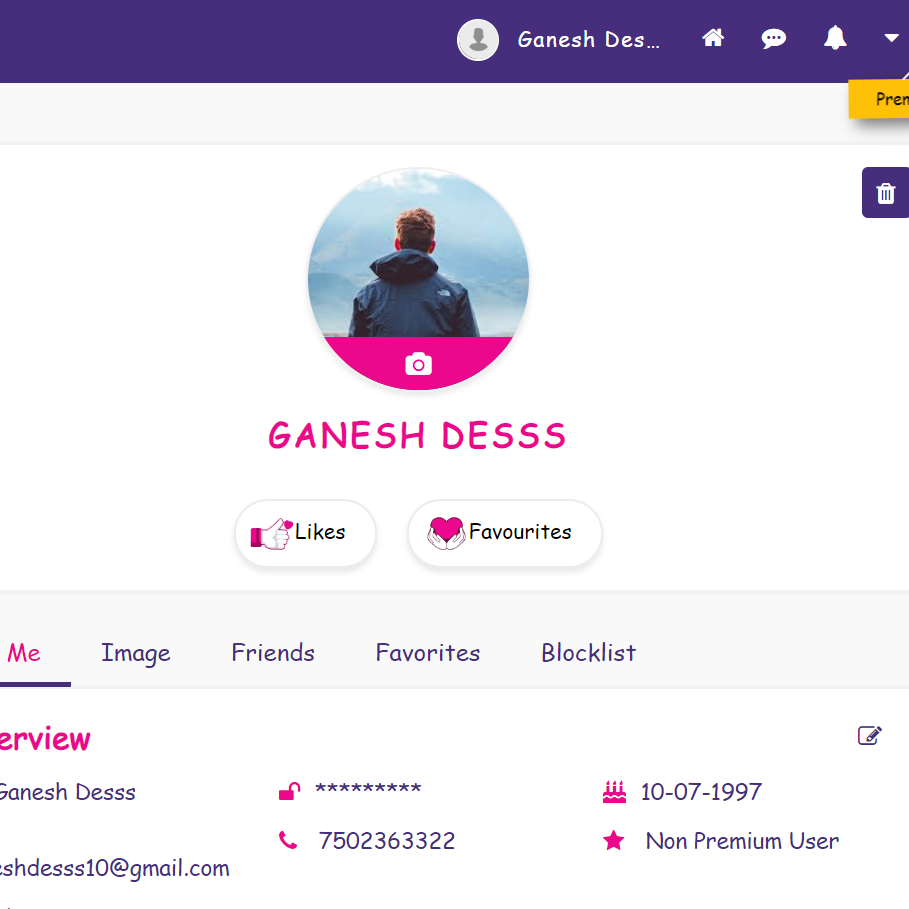 Ganesh Des...
Prem
GANESH DESSS
Likes
Favourites
Me
Image
Friends
Favorites
Blocklist
erview
Ganesh Desss
*********
10-07-1997
7502363322
Non Premium User
eshdesss10@gmail.com